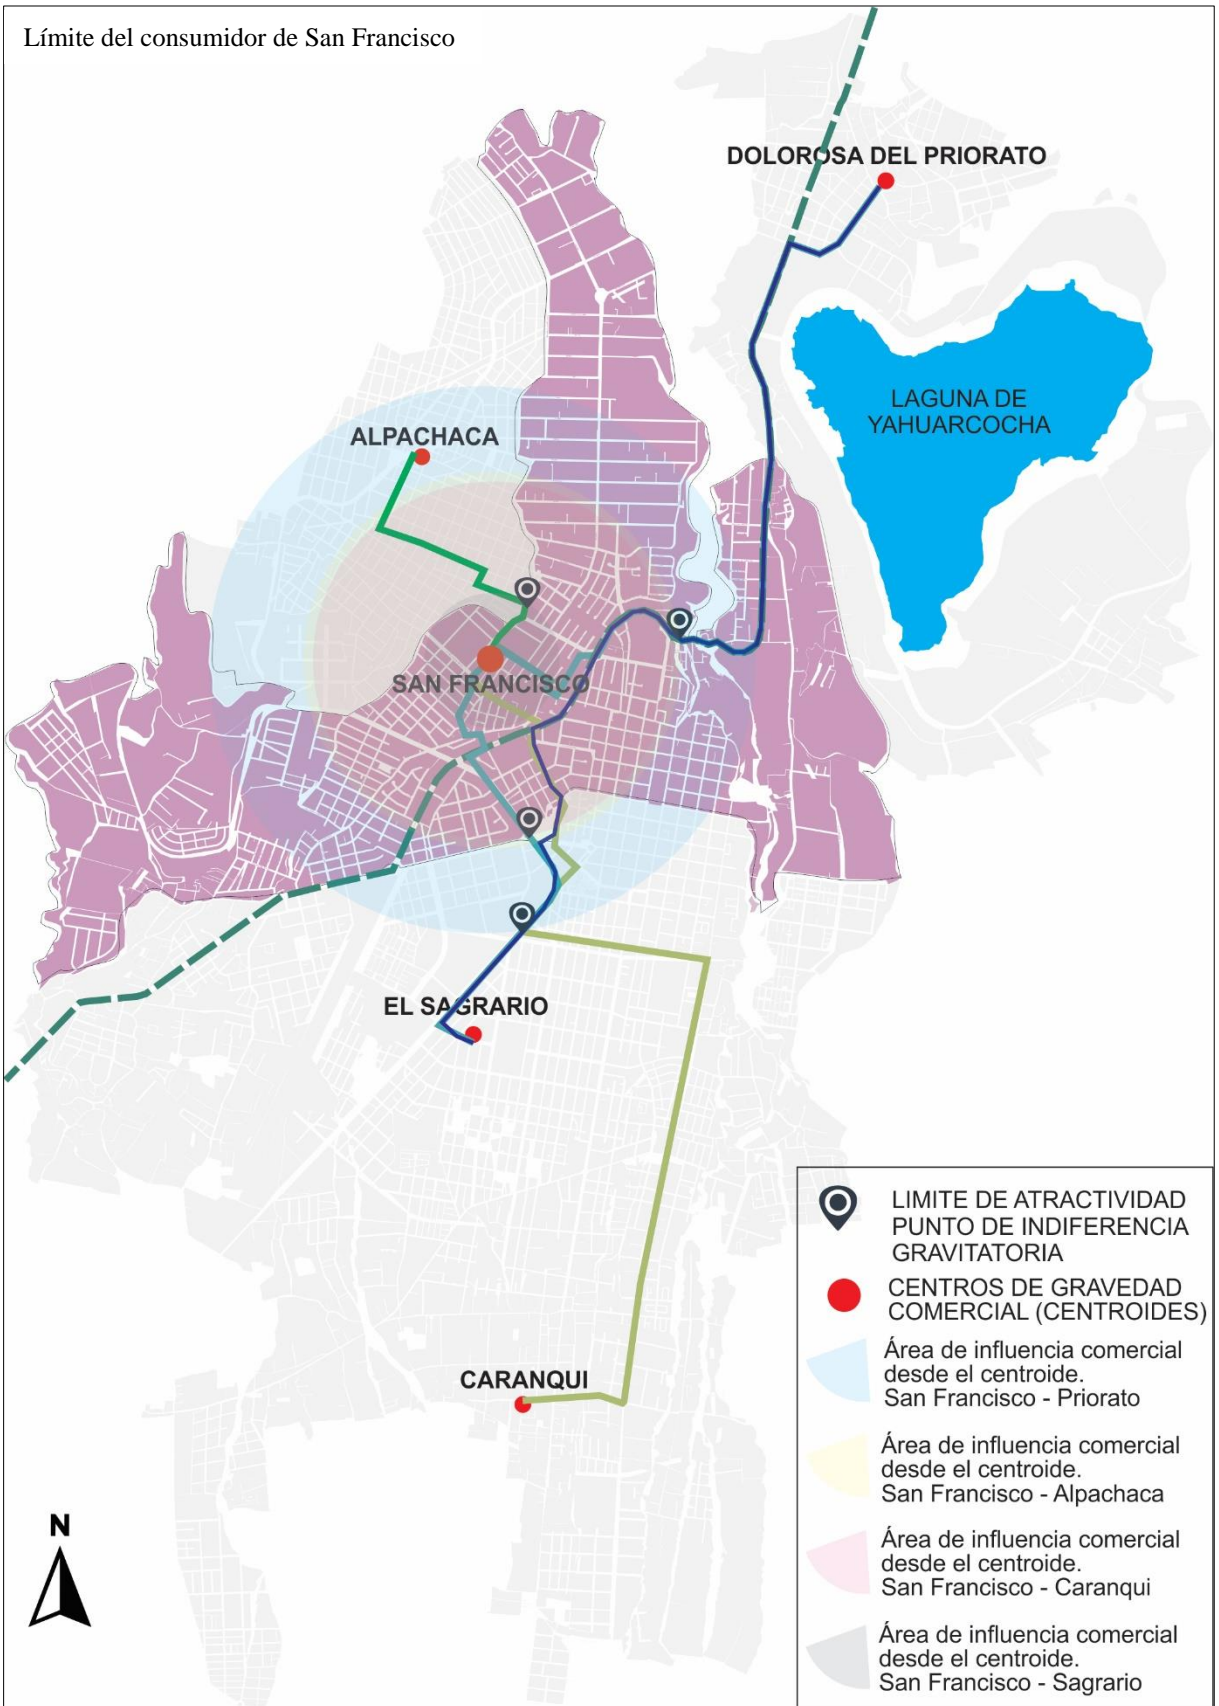 Límite del consumidor de San Francisco
DOLOROSA DEL PRIORATO
LAGUNA DE
YAHUARCOCHA
ALPACHACA
SAN FRANCISCO
EL SAGRARIO
CARANQUI
N
LIMITE DE ATRACTIVIDAD
PUNTO DE INDIFERENCIA
GRAVITATORIA
CENTROS DE GRAVEDAD
COMERCIAL (CENTROIDES)
Área de influencia comercial
desde el centroide.
San Francisco - Priorato
Área de influencia comercial
desde el centroide.
San Francisco - Alpachaca
Área de influencia comercial
desde el centroide.
San Francisco - Caranqui
Área de influencia comercial
desde el centroide.
San Francisco - Sagrario